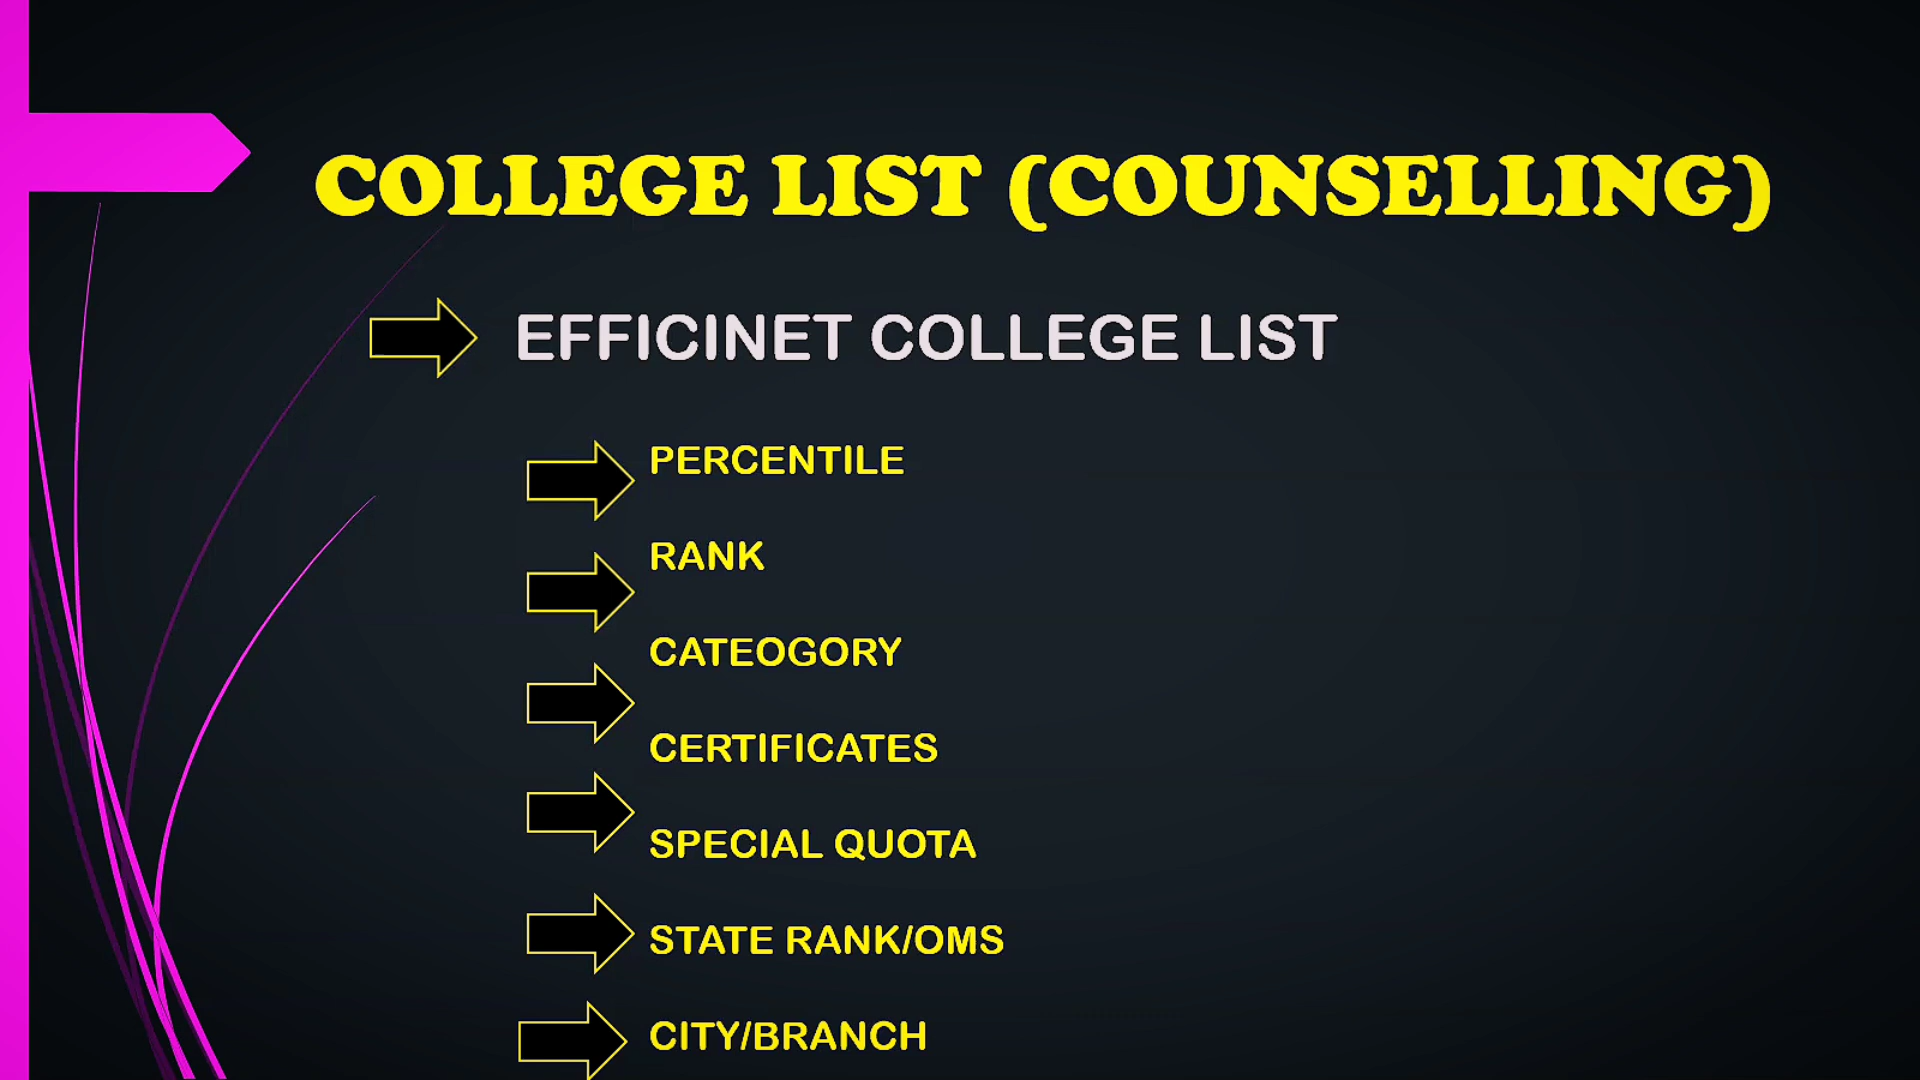 COLLEGE LIST (COUNSELLING)
EFFICINET COLLEGE LIST
PERCENTILE
RANK
CATEOGORY
CERTIFICATES
SPECIAL QUOTA
STATE RANK/OMS
CITY/BRANCH